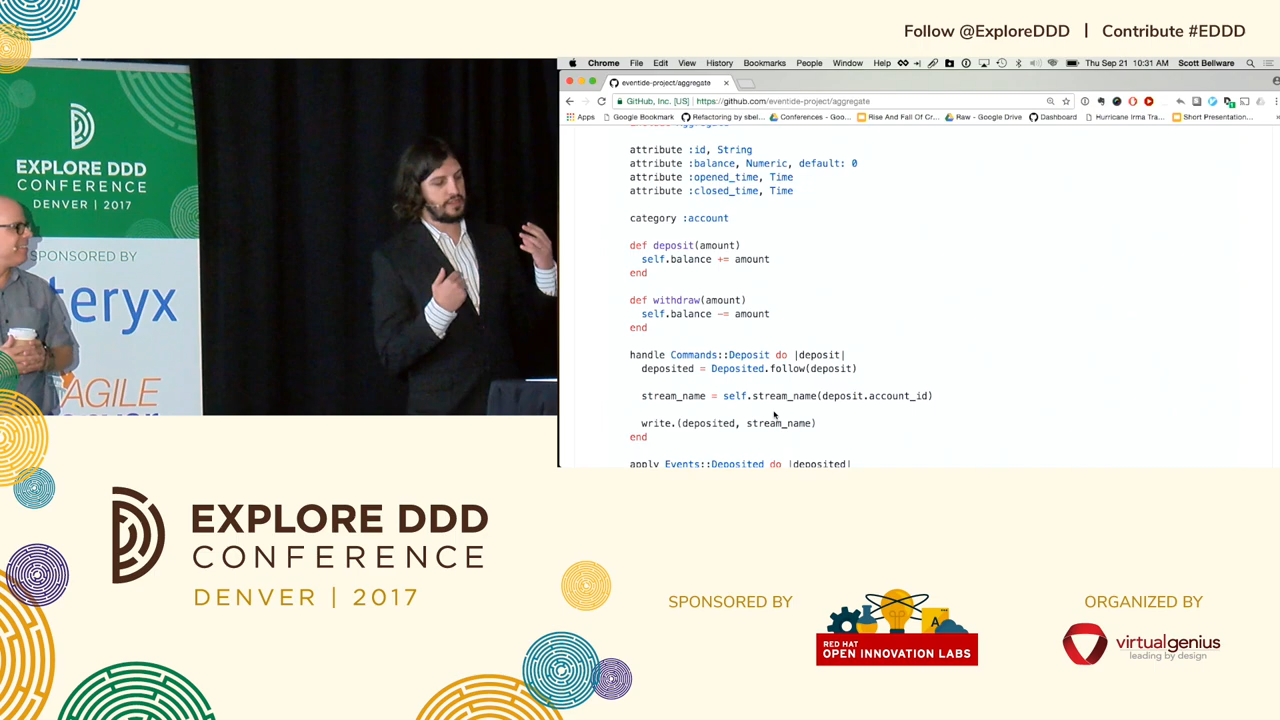 Follow @ExploreDDD | Contribute #EDDD
EXPLORE DDD
CONFERENCE
DENVER | 2017
SPONSORED BY
teryx
AGILE
Chrome File Edit View History Bookmarks People Window Help Thu Sep 21 10:31 AM Scott Bellware
eventide-project/aggregate
GitHub, Inc. [US] https://github.com/eventide-project/aggregate
Apps Google Bookmark Refactoring by sbel... Conferences - Goo... Rise And Fall Of Cr... Raw - Google Drive Dashboard Hurricane Irma Tra... Short Presentation...
attribute :id, String
attribute :balance, Numeric, default: 0
attribute :opened_time, Time
attribute :closed_time, Time
category :account
def deposit(amount)
self.balance += amount
end
def withdraw(amount)
self.balance -= amount
end
handle Commands::Deposit do |deposit|
deposited = Deposited.follow(deposit)
stream_name = self.stream_name(deposit.account_id)
write.(deposited, stream_name)
end
apply Events::Deposited do |deposited|
EXPLORE DDD
CONFERENCE
DENVER | 2017
SPONSORED BY
RED HAT
OPEN INNOVATION LABS
ORGANIZED BY
virtualgenius
leading by design